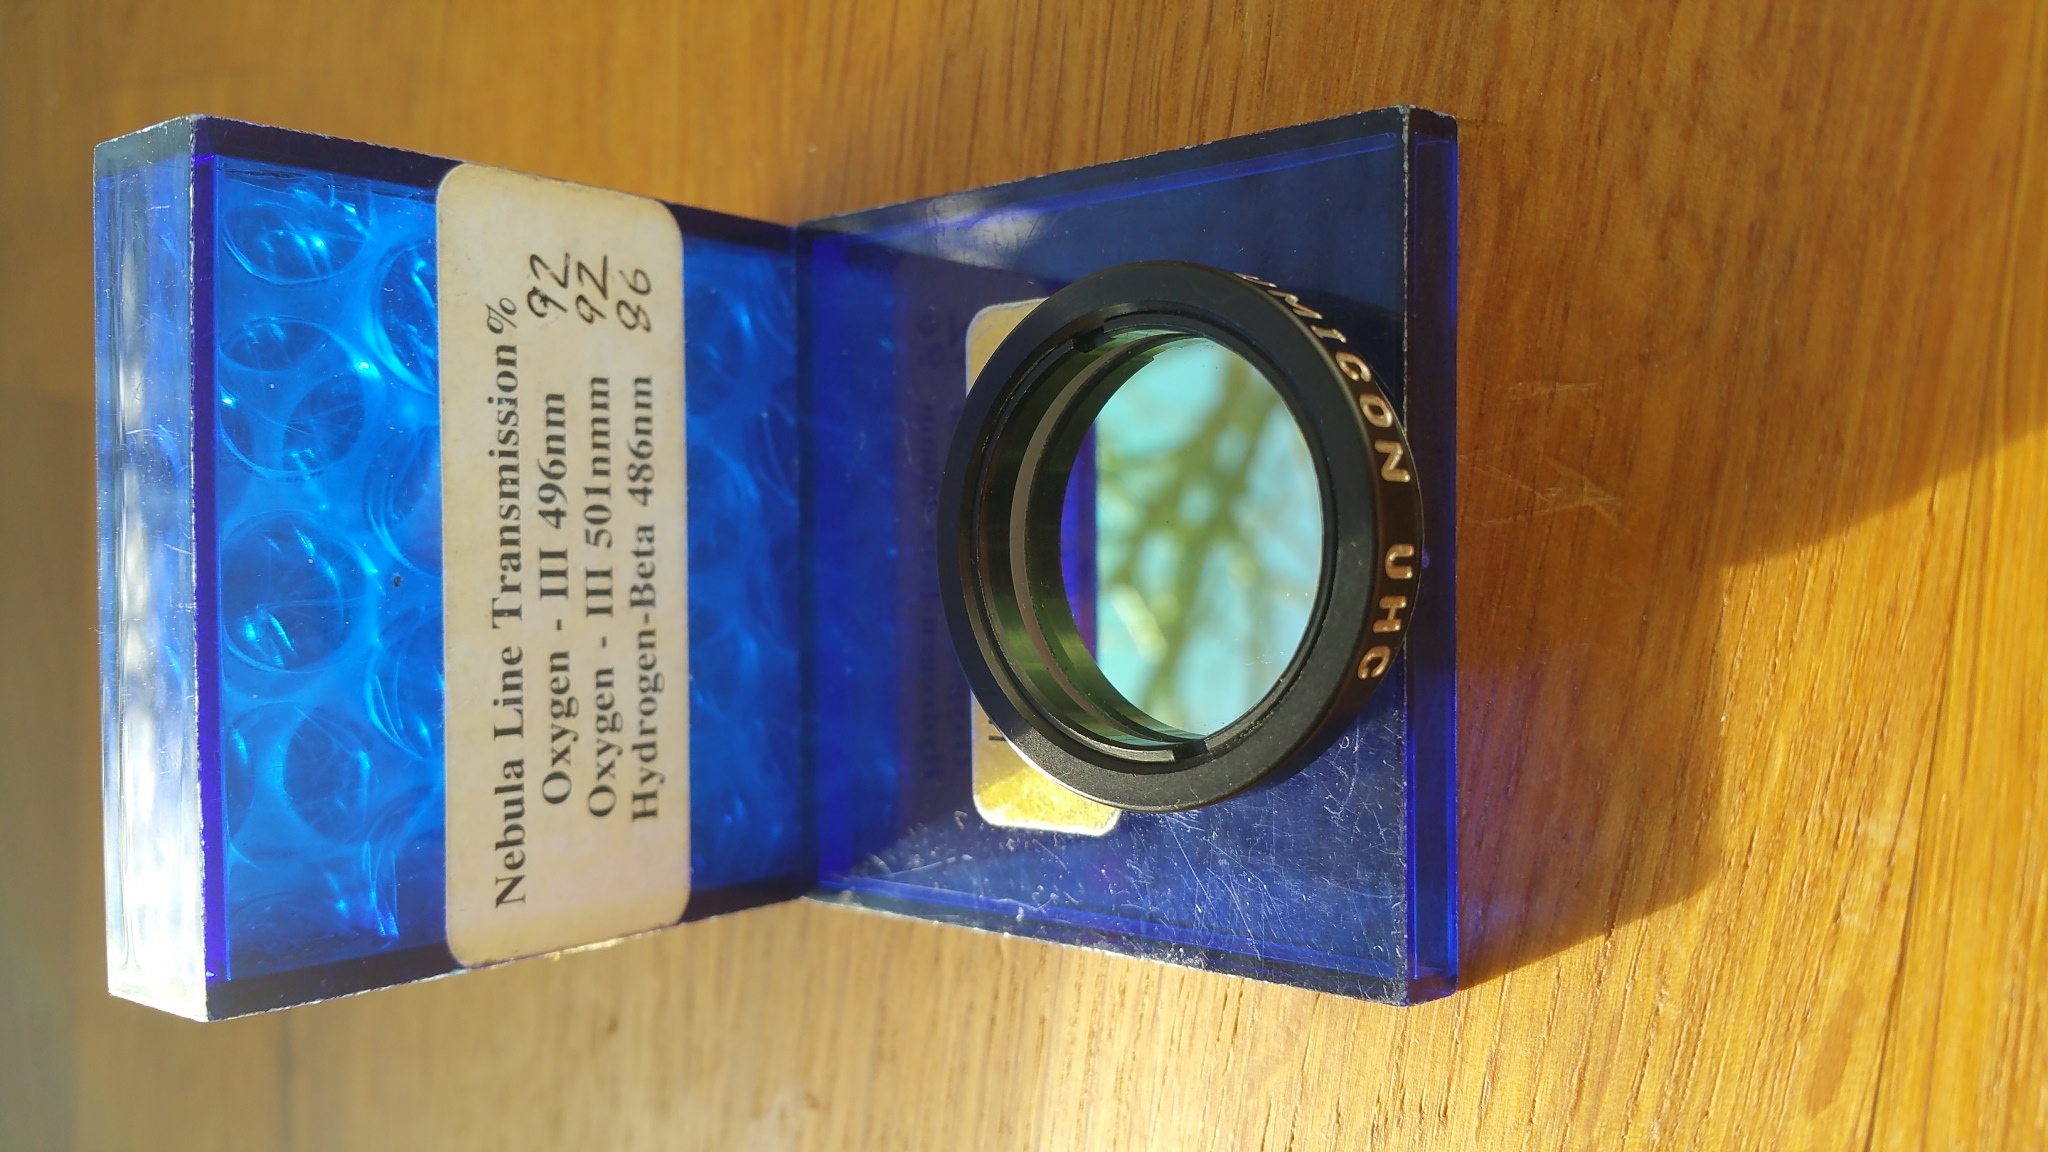 Nebula Line Transmission %
Oxygen - III 496nm 92
Oxygen - III 501nmm 92
Hydrogen-Beta 486nm 86
UHC